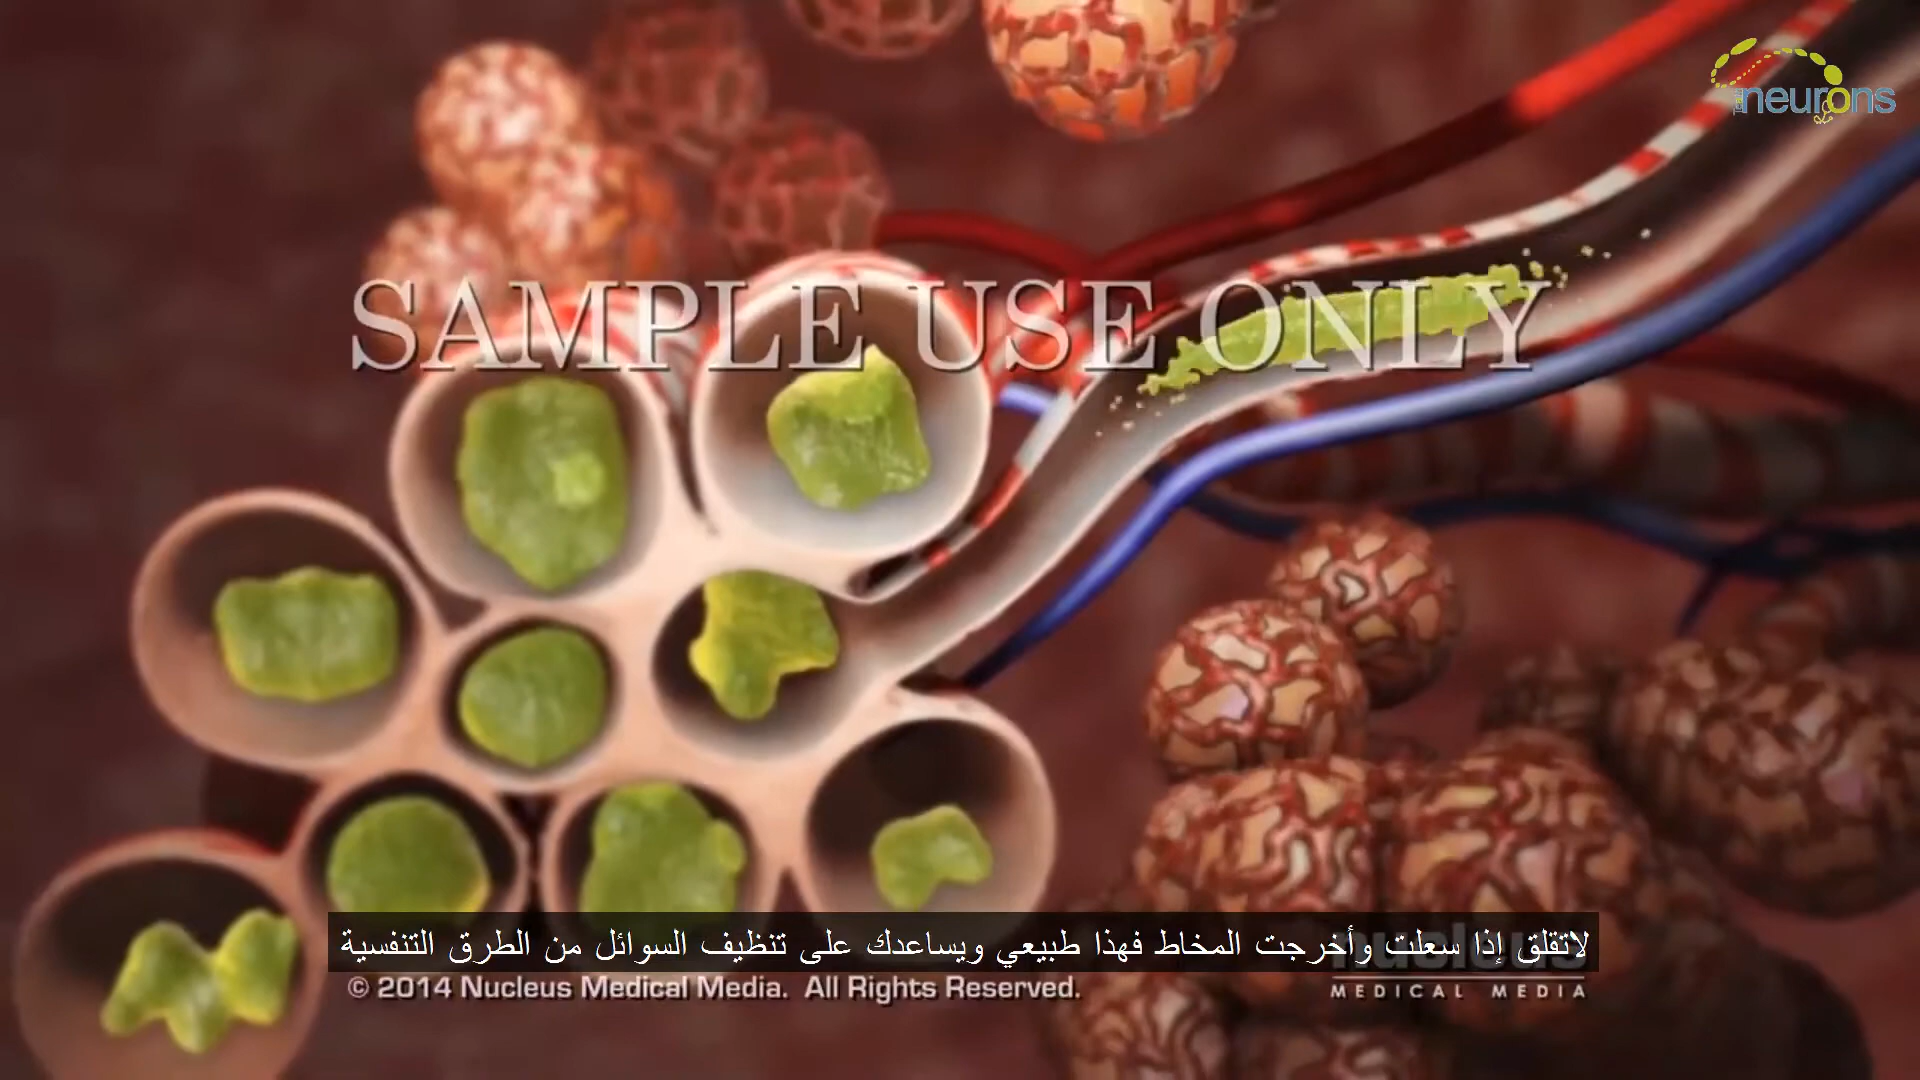 neurons
SAMPLE USE ONLY
لاتقلق إذا سعلت وأخرجت المخاط فهذا طبيعي ويساعدك على تنظيف السوائل من الطرق التنفسية
nucleus
© 2014 Nucleus Medical Media. All Rights Reserved.
MEDICAL MEDIA